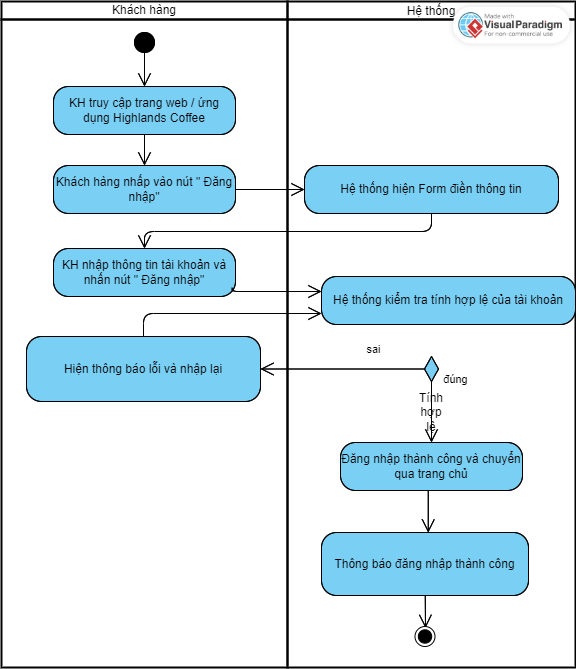 Khách hàng
Hệ thống
Made with
VisualParadigm
For non-commercial use
KH truy cập trang web / ứng
dụng Highlands Coffee
Khách hàng nhấp vào nút " Đăng
nhập"
Hệ thống hiện Form điền thông tin
KH nhập thông tin tài khoản và
nhấn nút " Đăng nhập"
Hệ thống kiểm tra tính hợp lệ của tài khoản
Hiện thông báo lỗi và nhập lại
sai
đúng
Tính
hợp
lệ
Đăng nhập thành công và chuyển
qua trang chủ
Thông báo đăng nhập thành công